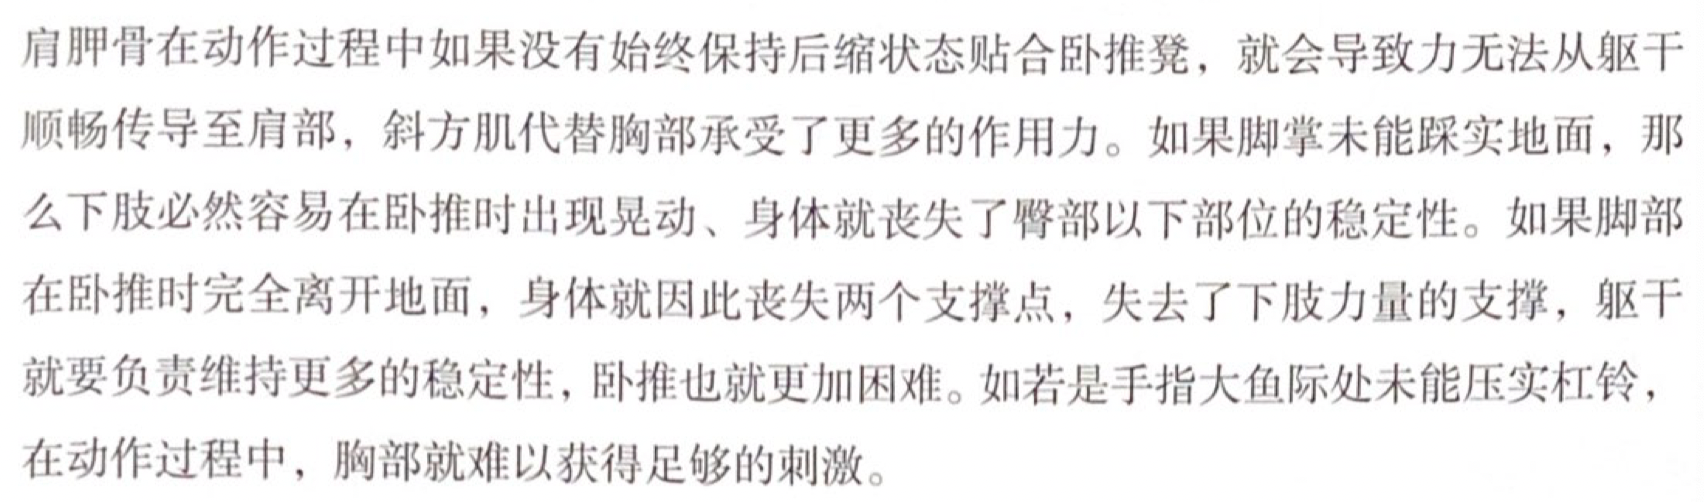 肩胛骨在动作过程中如果没有始终保持后缩状态贴合卧推凳，就会导致力无法从躯干
顺畅传导至肩部，斜方肌代替胸部承受了更多的作用力。如果脚掌未能踩实地面，那
么下肢必然容易在卧推时出现晃动、身体就丧失了臀部以下部位的稳定性。如果脚部
在卧推时完全离开地面，身体就因此丧失两个支撑点，失去了下肢力量的支撑，躯干
就要负责维持更多的稳定性，卧推也就更加困难。如若是手指大鱼际处未能压实杠铃，
在动作过程中，胸部就难以获得足够的刺激。